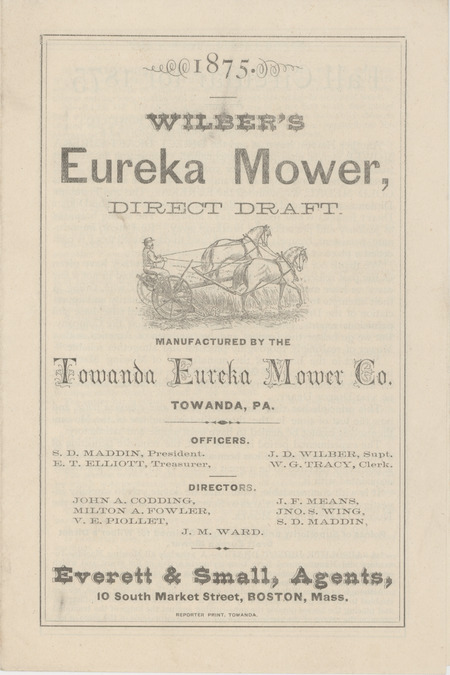 1875.
WILBER'S
Eureka Mower,
DIRECT DRAFT.
MANUFACTURED BY THE
Towanda Eureka Mower Co.
TOWANDA, PA.
OFFICERS.
S. D. MADDIN, President. J. D. WILBER, Supt.
E. T. ELLIOTT, Treasurer, W. G. TRACY, Clerk.
DIRECTORS.
JOHN A. CODDING, J. F. MEANS,
MILTON A. FOWLER, JNO. S. WING,
V. E. PIOLLET, S. D. MADDIN,
J. M. WARD.
Everett & Small, Agents,
10 South Market Street, BOSTON, Mass.
REPORTER PRINT, TOWANDA.